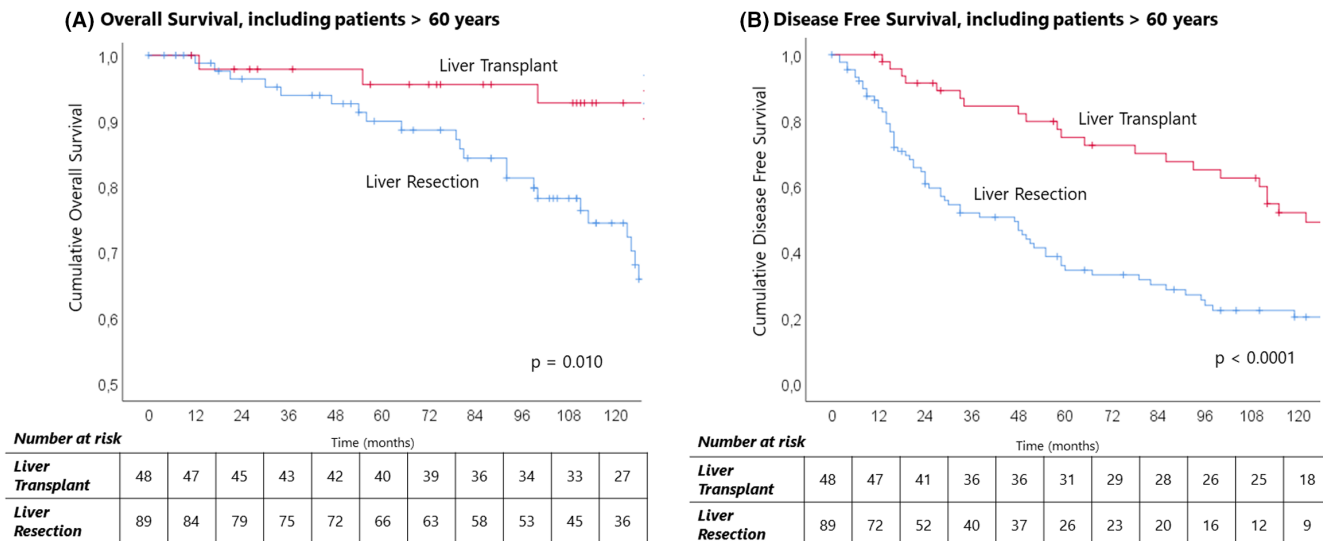 (A) Overall Survival, including patients > 60 years
Cumulative Overall Survival
1,0
0,9
0,8
0,7
0,6
0,5
Liver Transplant
Liver Resection
p = 0.010
0 12 24 36 48 60 72 84 96 108 120
Time (months)
Number at risk
Liver Transplant 48 47 45 43 42 40 39 36 34 33 27
Liver Resection 89 84 79 75 72 66 63 58 53 45 36
(B) Disease Free Survival, including patients > 60 years
Cumulative Disease Free Survival
1,0
0,8
0,6
0,4
0,2
0,0
Liver Transplant
Liver Resection
p < 0.0001
0 12 24 36 48 60 72 84 96 108 120
Time (months)
Number at risk
Liver Transplant 48 47 41 36 36 31 29 28 26 25 18
Liver Resection 89 72 52 40 37 26 23 20 16 12 9